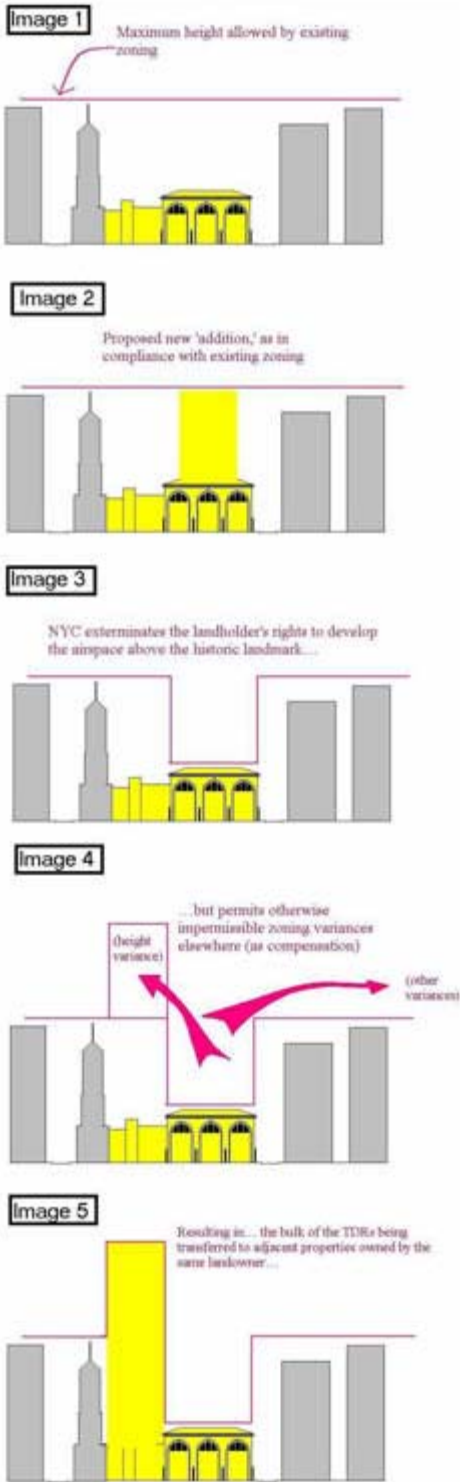 Image 1
Maximum height allowed by existing
zoning
Image 2
Proposed new 'addition,' as in
compliance with existing zoning
Image 3
NYC exterminates the landholder's rights to develop
the airspace above the historic landmark…
Image 4
…but permits otherwise
impermissible zoning variances
elsewhere (as compensation)
(height
variance)
(other
variances)
Image 5
Resulting in… the bulk of the TDRs being
transferred to adjacent properties owned by the
same landowner…